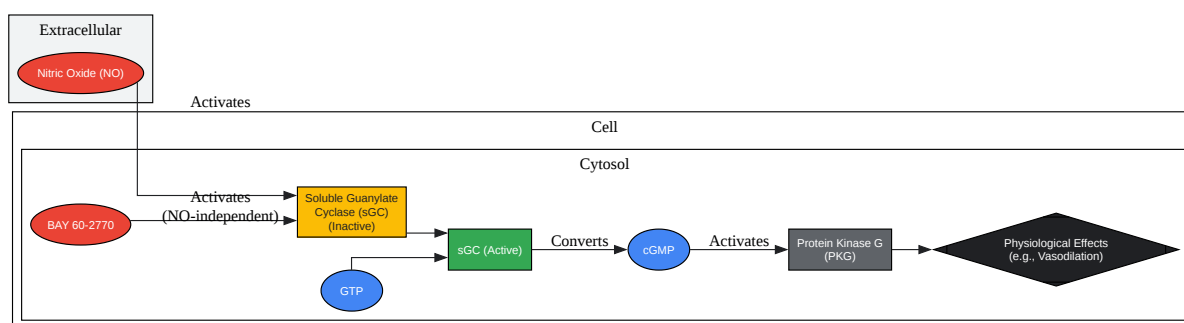 Extracellular
Nitric Oxide (NO)
Activates
Cell
Cytosol
Activates
(NO-independent)
BAY 60-2770
Soluble Guanylate
Cyclase (sGC)
(Inactive)
sGC (Active)
GTP
Converts
cGMP
Activates
Protein Kinase G
(PKG)
Physiological Effects
(e.g., Vasodilation)